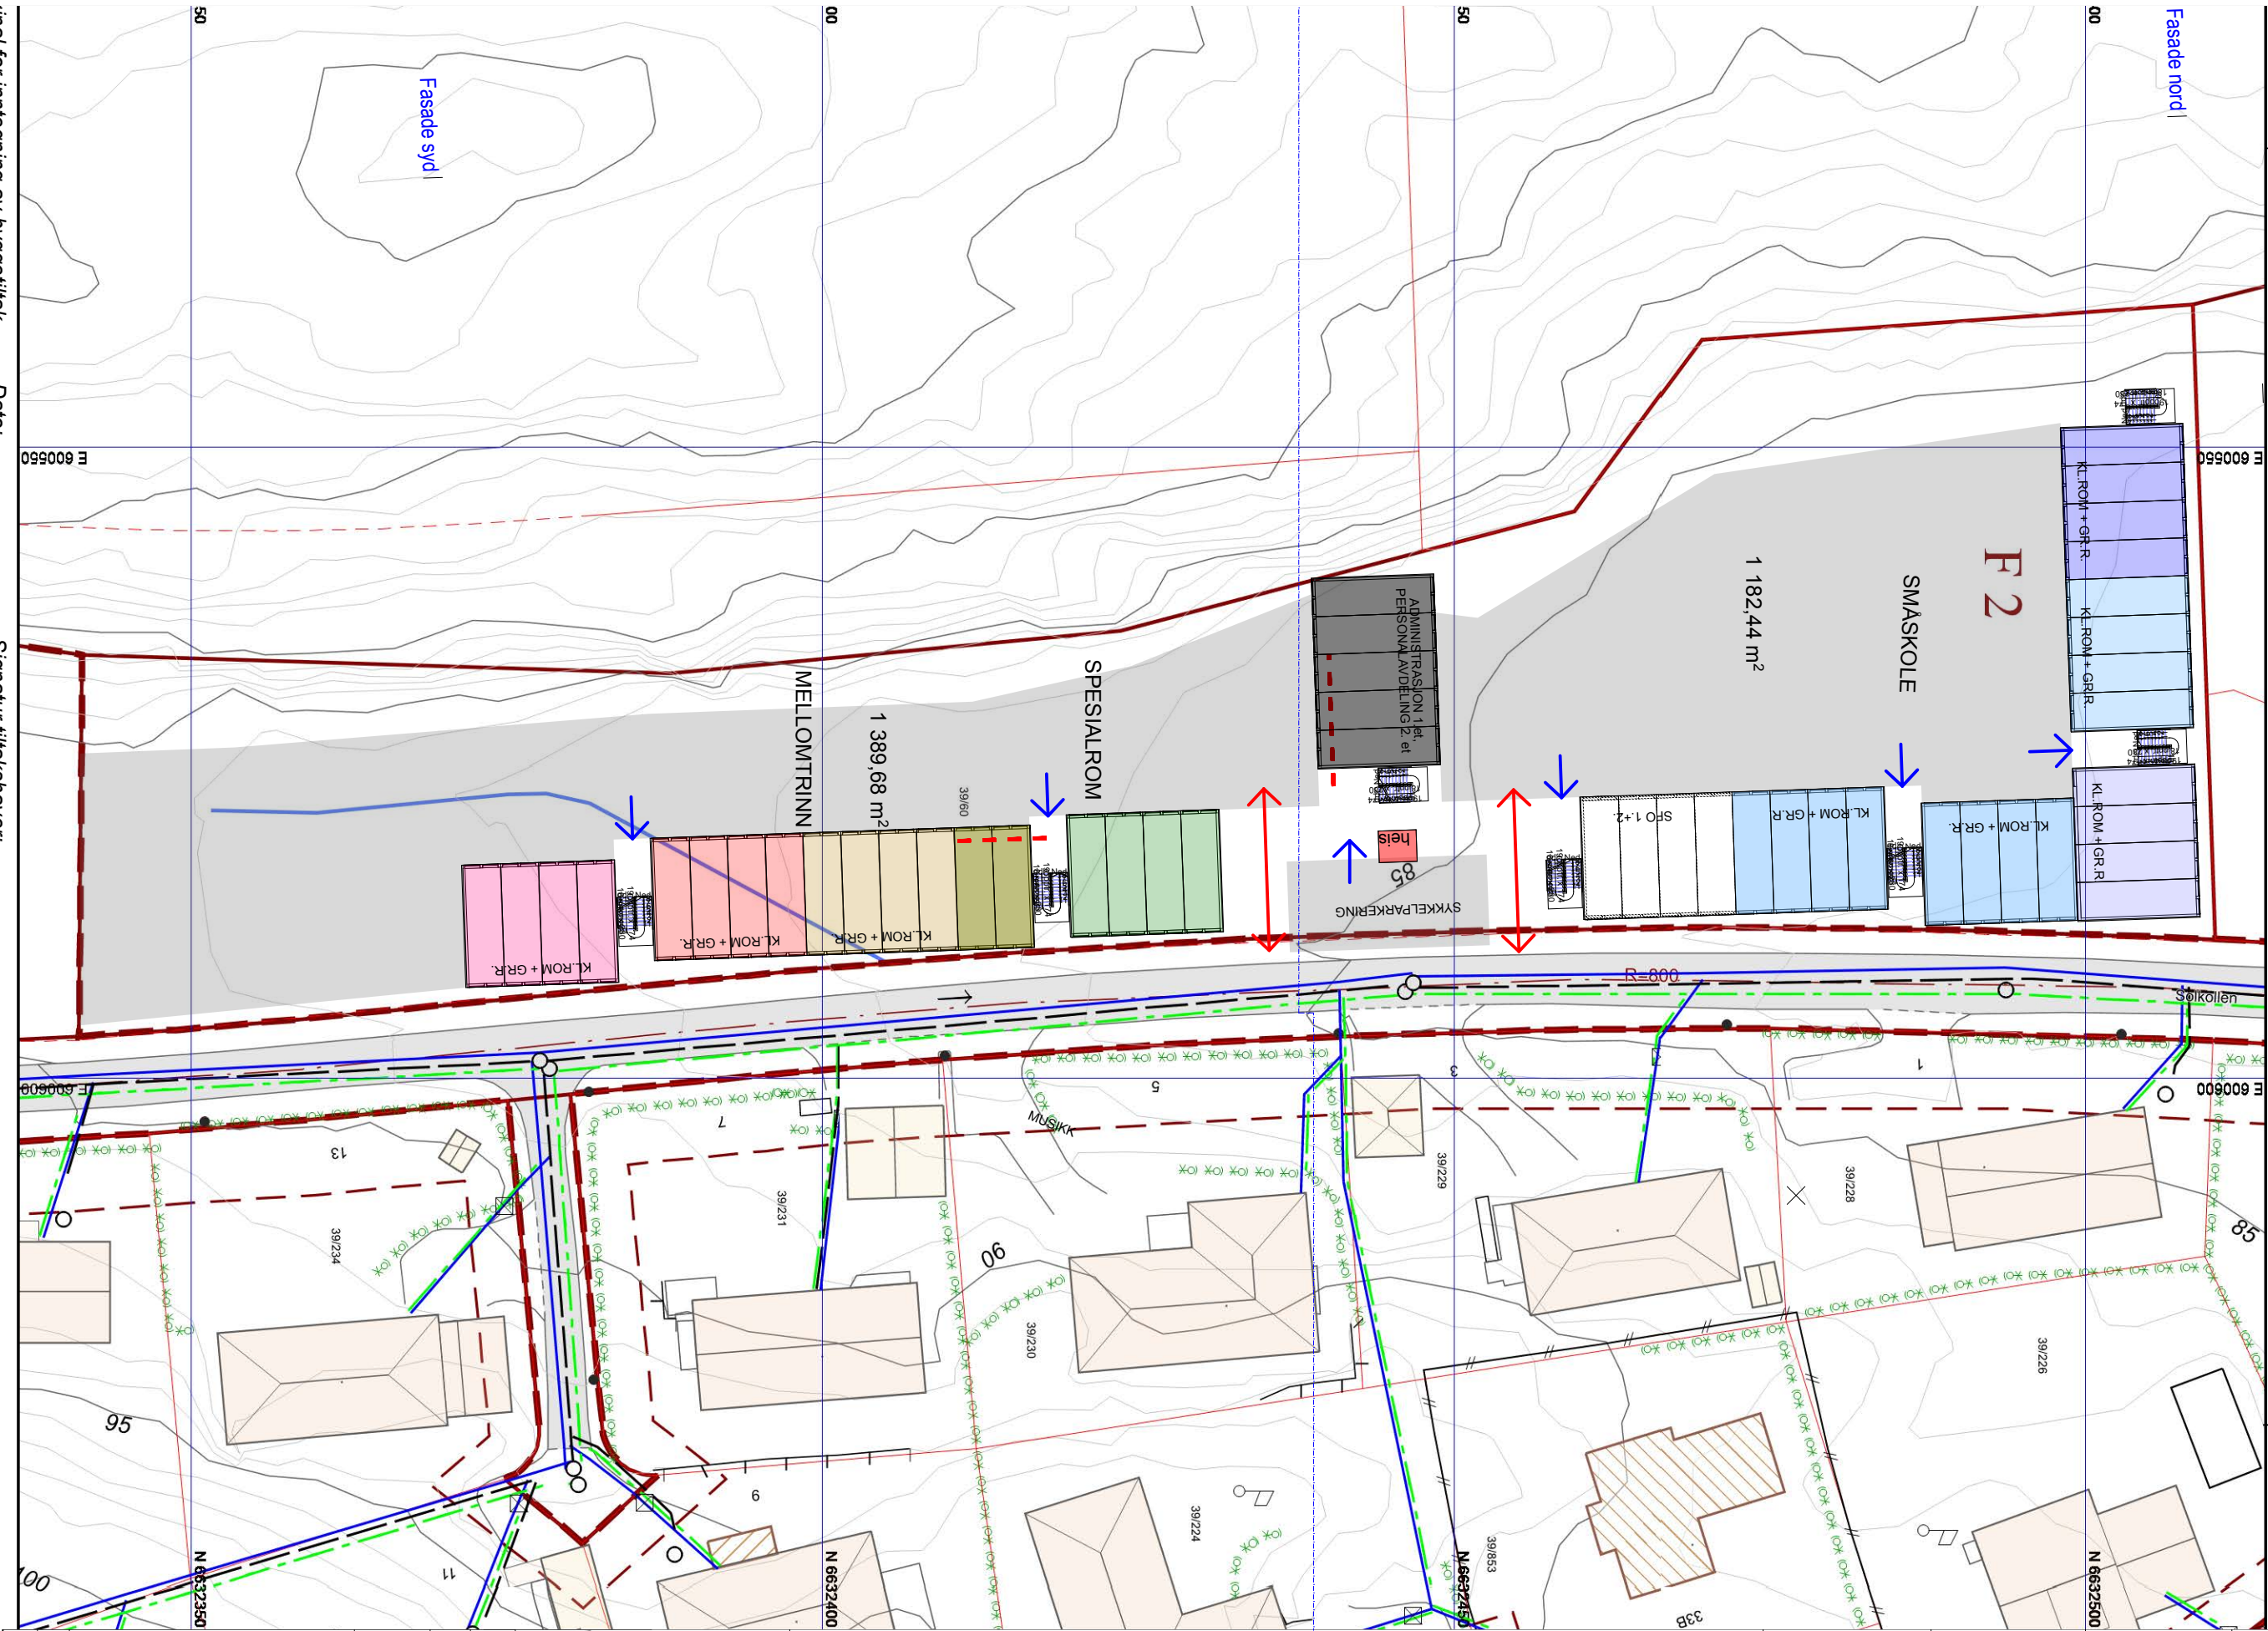 50
00
50
00
Fasade syd
Fasade nord
E 600550
E 600550
F 2
SMÅSKOLE
1 182,44 m²
KL.ROM + GR.R.
KL.ROM + GR.R.
KL.ROM + GR.R
ADMINISTRASJON 1.et,
PERSONALAVDELING 2. et
MELLOMTRINN
1 389,68 m²
SPESIALROM
39/60
heis
85
SYKKELPARKERING
SFO 1.+2.
KL.ROM + GR.R.
KL.ROM + GR.R.
KL.ROM + GR.R.
KL.ROM + GR.R.
KL.ROM + GR.R.
R=800
Solkollen
E 600600
E 600600
13
7
5
3
1
MUSIKK
39/234
39/231
39/230
39/229
39/228
39/226
90
85
95
100
9
11
39/224
39/853
33B
N 6632350
N 6632400
N 6632450
N 6632500